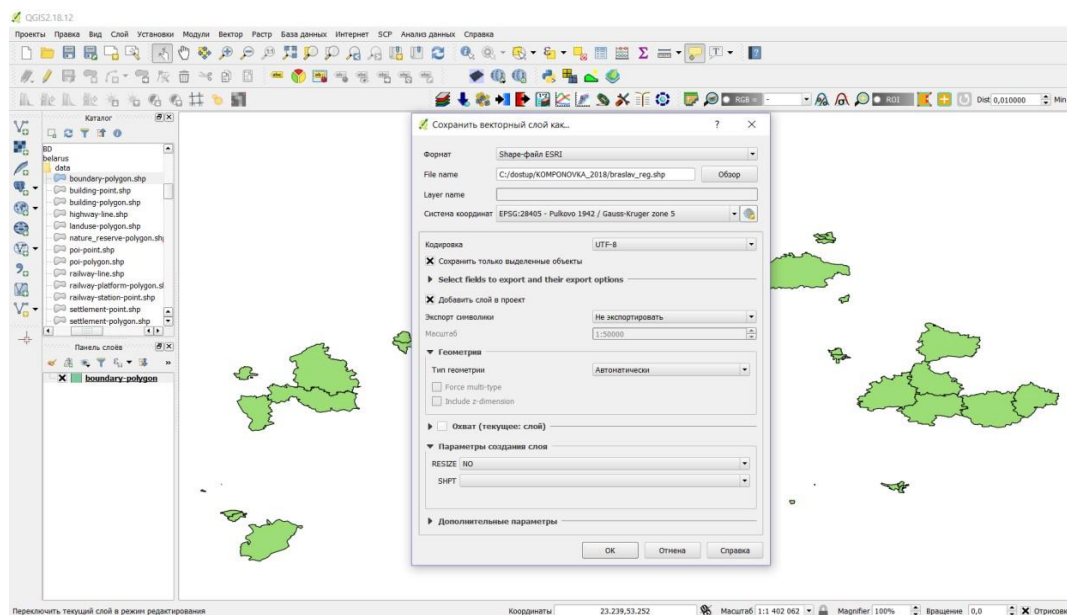 QGIS2.18.12
Проекты Правка Вид Слой Установки Модули Вектор Растр База данных Интернет SCP Анализ данных Справка
RGB = -
ROI
Dist 0,010000
Min
Каталог
BD
belarus
data
boundary-polygon.shp
building-point.shp
building-polygon.shp
highway-line.shp
landuse-polygon.shp
nature_reserve-polygon.sh
poi-point.shp
poi-polygon.shp
railway-line.shp
railway-platform-polygon.sl
railway-station-point.shp
settlement-point.shp
settlement-polygon.shp
Панель слоёв
boundary-polygon
Сохранить векторный слой как...
Формат Shape-файл ESRI
File name C:/dostup/KOMPONOVKA_2018/braslav_reg.shp Обзор
Layer name
Система координат EPSG:28405 - Pulkovo 1942 / Gauss-Kruger zone 5
Кодировка UTF-8
Сохранить только выделенные объекты
Select fields to export and their export options
Добавить слой в проект
Экспорт символики Не экспортировать
Масштаб 1:50000
Геометрия
Тип геометрии Автоматически
Force multi-type
Include z-dimension
Охват (текущее: слой)
Параметры создания слоя
RESIZE NO
SHPT
Дополнительные параметры
OK Отмена Справка
Переключить текущий слой в режим редактирования Координаты 23.239,53.252 Масштаб 1:1 402 062 Magnifier 100% Вращение 0,0 Отрисовк